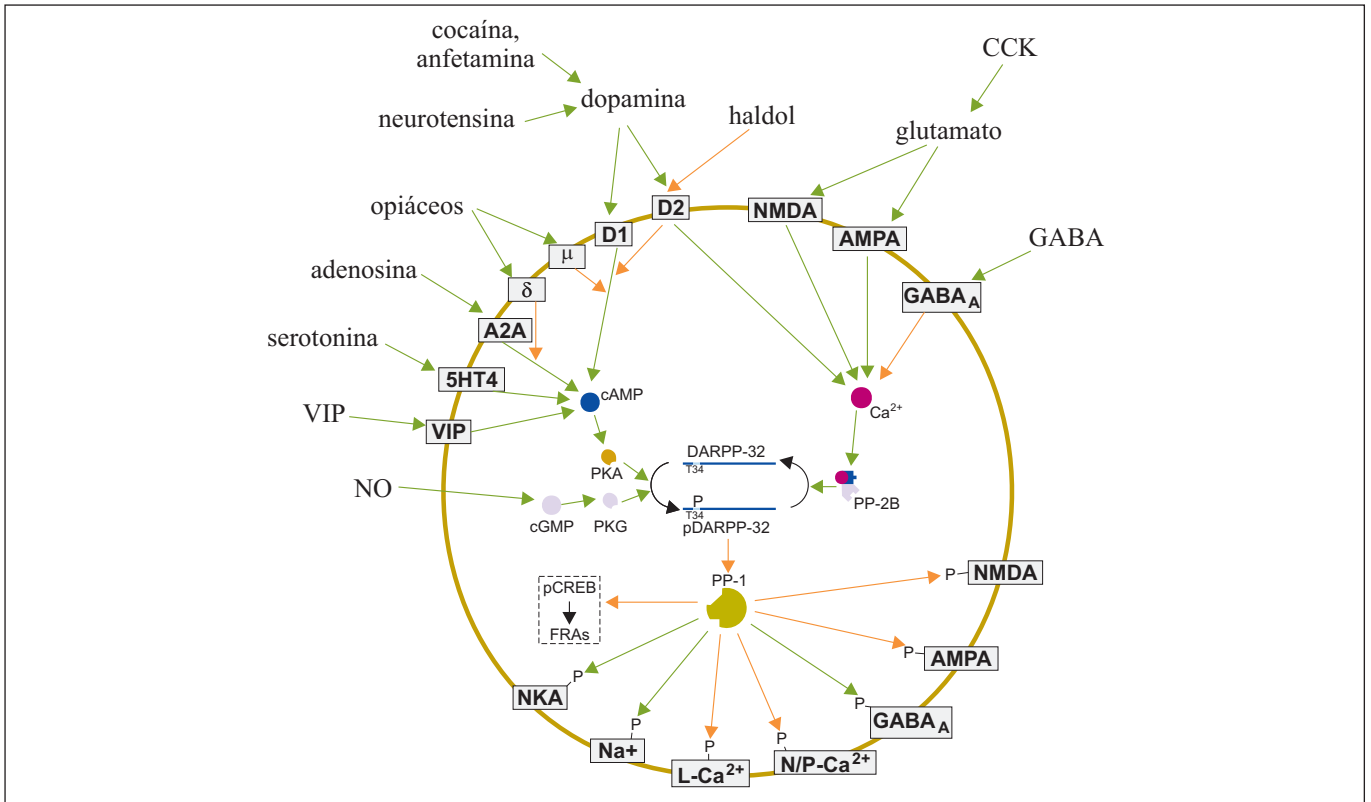 cocaína,
anfetamina
CCK
dopamina
neurotensina
haldol
glutamato
opiáceos
D2
NMDA
D1
AMPA
GABA
μ
adenosina
δ
GABA A
A2A
serotonina
5HT4
cAMP
Ca2+
VIP
VIP
DARPP-32
T34
PKA
NO
P
T34
PP-2B
cGMP
PKG
pDARPP-32
PP-1
P
NMDA
pCREB
FRAs
P
AMPA
P
NKA
P
GABA A
P
Na+
P
L-Ca2+
P
N/P-Ca2+